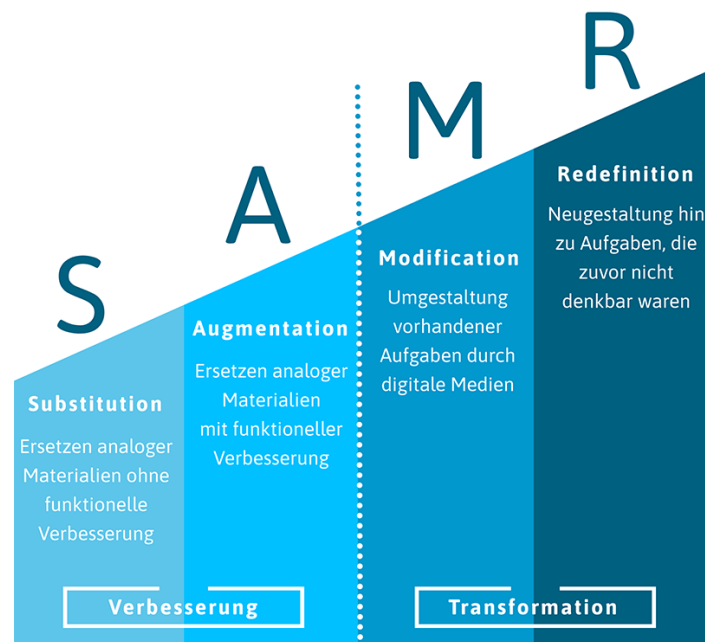 S
A
M
R
Substitution
Ersetzen analoger
Materialien ohne
funktionelle
Verbesserung
Augmentation
Ersetzen analoger
Materialien
mit funktioneller
Verbesserung
Modification
Umgestaltung
vorhandener
Aufgaben durch
digitale Medien
Redefinition
Neugestaltung hin
zu Aufgaben, die
zuvor nicht
denkbar waren
Verbesserung
Transformation